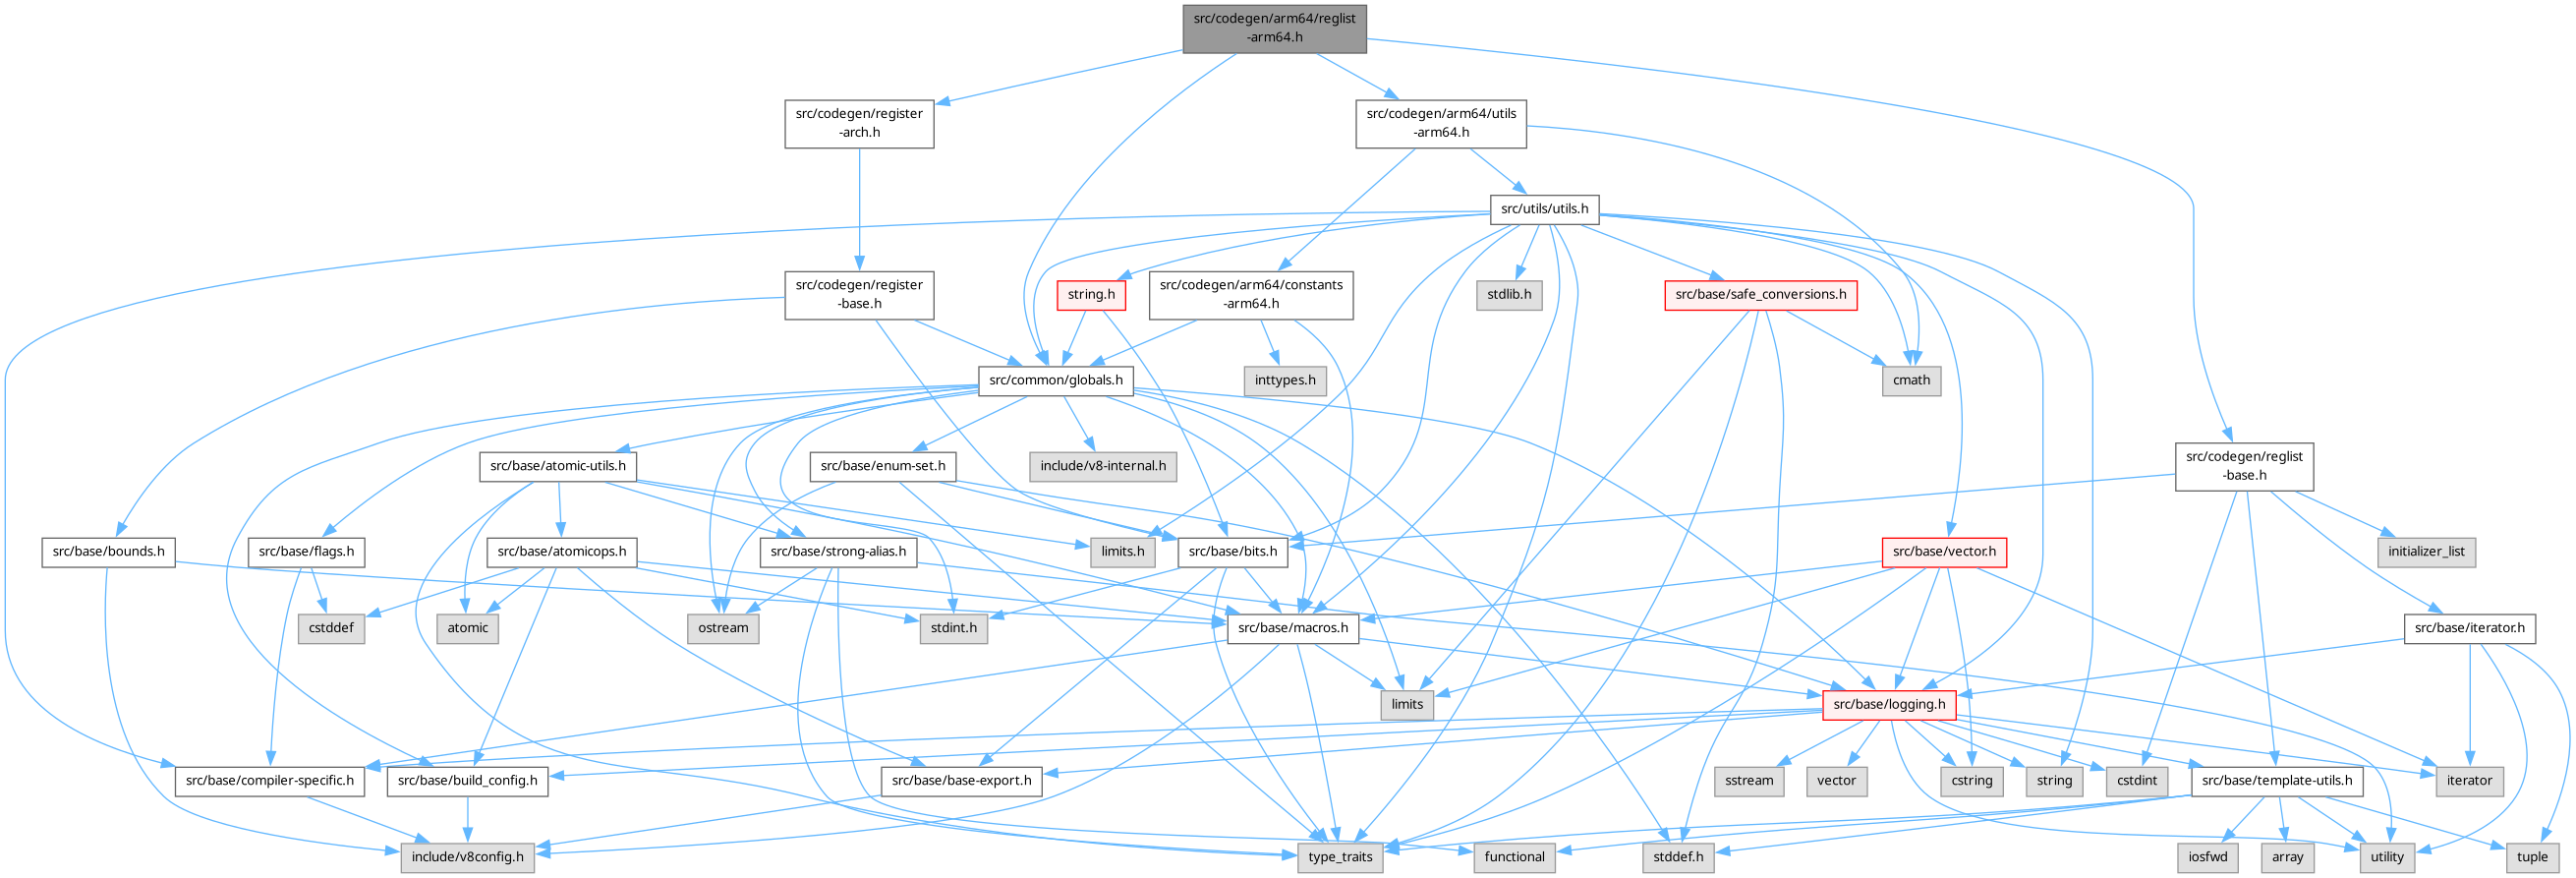 src/codegen/arm64/reglist
-arm64.h
src/codegen/register
-arch.h
src/codegen/arm64/utils
-arm64.h
src/utils/utils.h
src/codegen/register
-base.h
string.h
src/codegen/arm64/constants
-arm64.h
stdlib.h
src/base/safe_conversions.h
src/common/globals.h
inttypes.h
cmath
src/base/atomic-utils.h
src/base/enum-set.h
include/v8-internal.h
src/codegen/reglist
-base.h
src/base/bounds.h
src/base/flags.h
src/base/atomicops.h
src/base/strong-alias.h
limits.h
src/base/bits.h
src/base/vector.h
initializer_list
cstddef
atomic
ostream
stdint.h
src/base/macros.h
src/base/iterator.h
limits
src/base/logging.h
src/base/compiler-specific.h
src/base/build_config.h
src/base/base-export.h
sstream
vector
cstring
string
cstdint
src/base/template-utils.h
iterator
include/v8config.h
type_traits
functional
stddef.h
iosfwd
array
utility
tuple